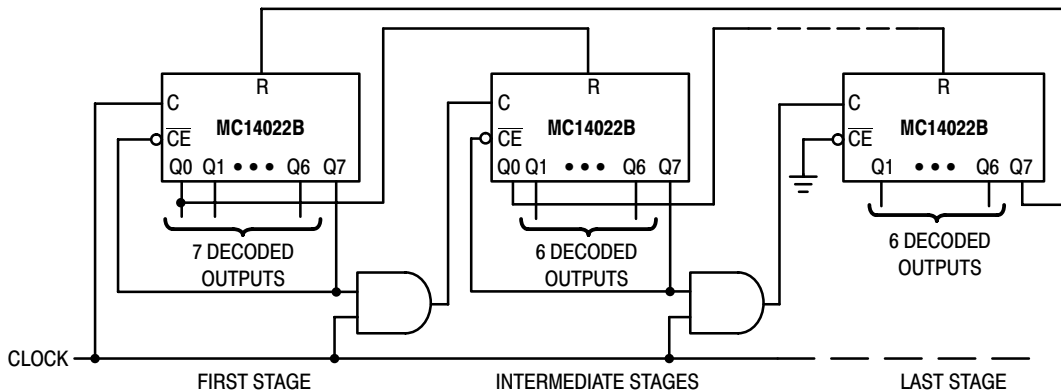 R R R
C C C
MC14022B MC14022B MC14022B
CE CE CE
Q0 Q1 ••• Q6 Q7 Q0 Q1 ••• Q6 Q7 Q1 ••• Q6 Q7
7 DECODED 6 DECODED 6 DECODED
OUTPUTS OUTPUTS OUTPUTS
CLOCK
FIRST STAGE INTERMEDIATE STAGES LAST STAGE